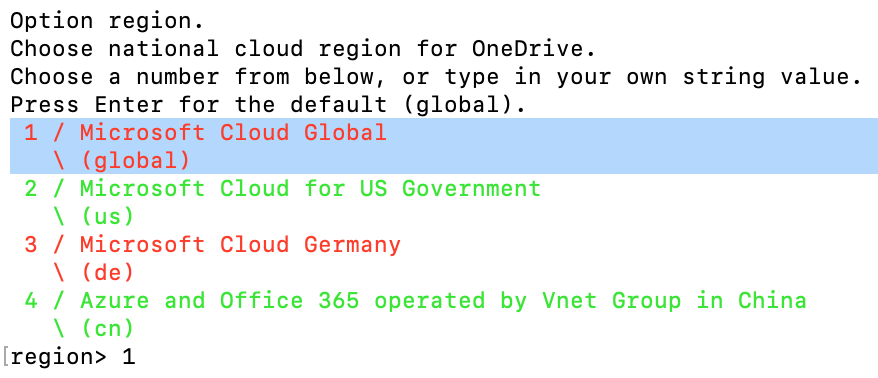 Option region.
Choose national cloud region for OneDrive.
Choose a number from below, or type in your own string value.
Press Enter for the default (global).
 1 / Microsoft Cloud Global
   \ (global)
 2 / Microsoft Cloud for US Government
   \ (us)
 3 / Microsoft Cloud Germany
   \ (de)
 4 / Azure and Office 365 operated by Vnet Group in China
   \ (cn)
[region> 1